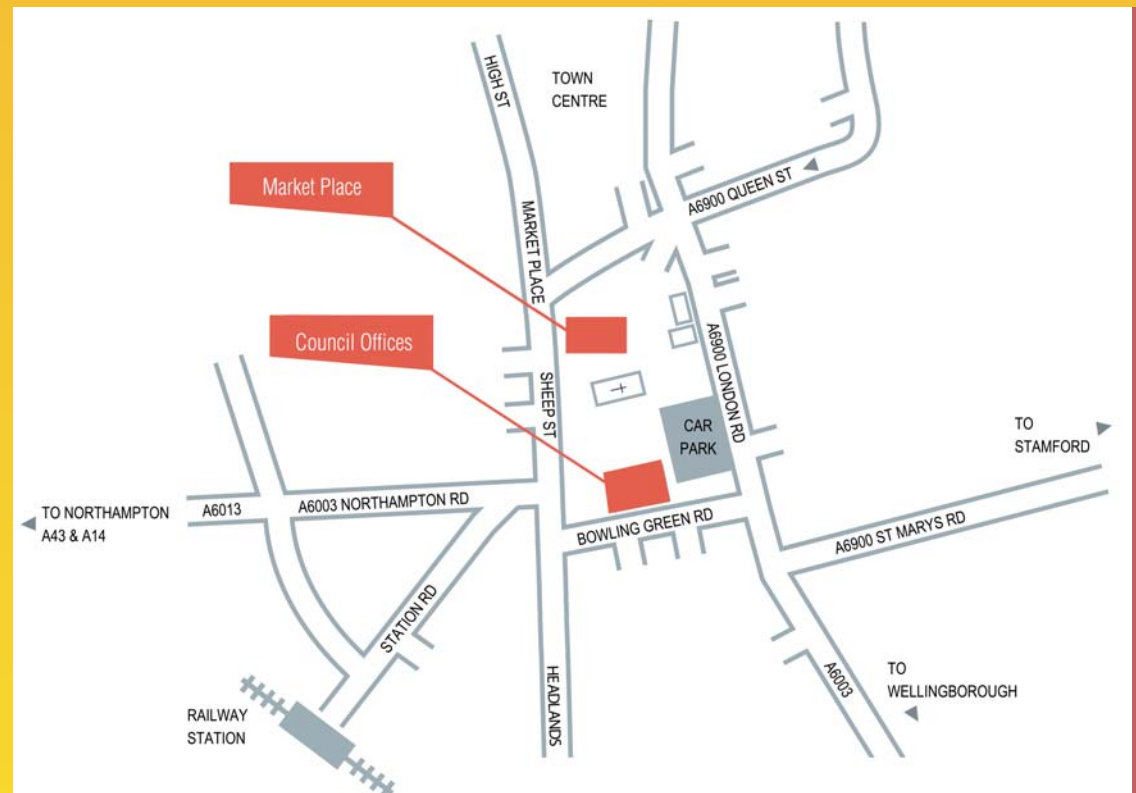 HIGH ST
TOWN
CENTRE
Market Place
A6900 QUEEN ST
MARKET PLACE
Council Offices
A6900 LONDON RD
SHEEP ST
CAR
PARK
TO
STAMFORD
TO NORTHAMPTON
A43 & A14
A6013
A6003 NORTHAMPTON RD
BOWLING GREEN RD
A6900 ST MARYS RD
STATION RD
HEADLANDS
A6003
TO
WELLINGBOROUGH
RAILWAY
STATION